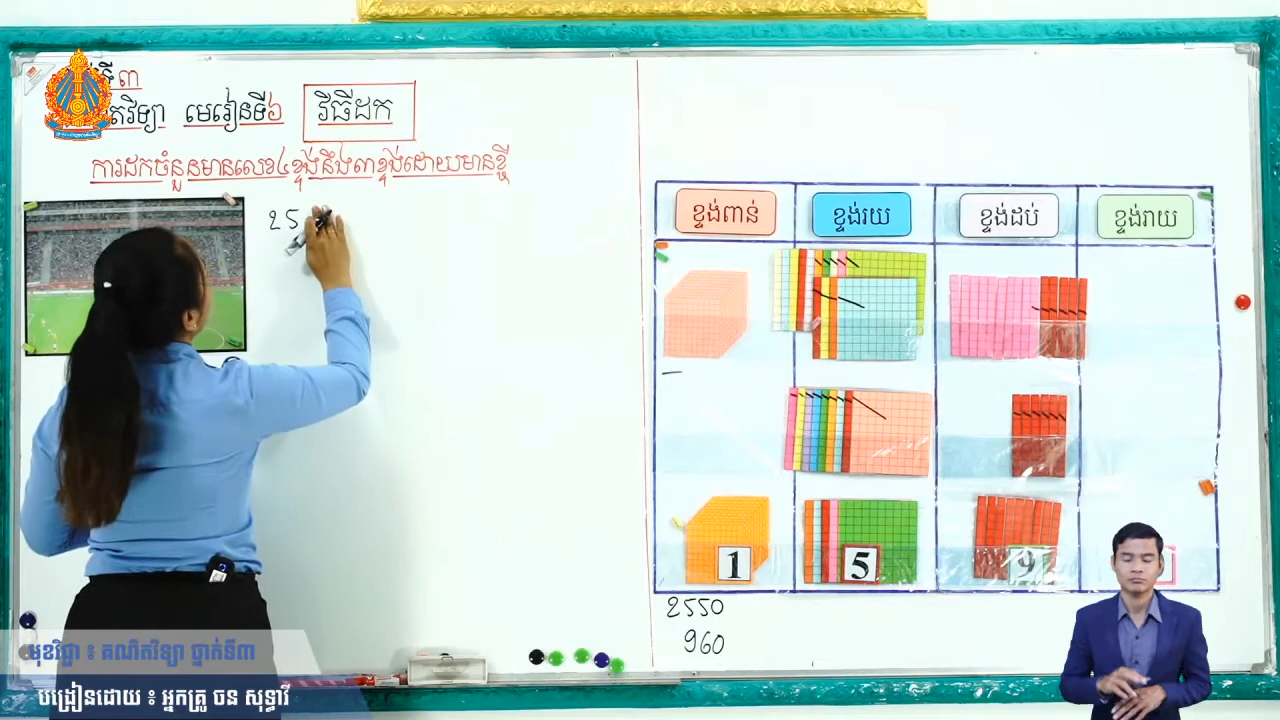 ទី៣
វិទ្យា មេរៀនទី៦ វិធីដក
ការដកចំនួនមានលេខ៤ខ្ទង់នឹង៣ខ្ទង់ដោយមានខ្ចី
25
ខ្ទង់ពាន់ ខ្ទង់រយ ខ្ទង់ដប់ ខ្ទង់រាយ
1 5 9
2550
960
មុខវិជ្ជា ៖ គណិតវិទ្យា ថ្នាក់ទី៣
បង្រៀនដោយ ៖ អ្នកគ្រូ ចន សុទ្ធាវី